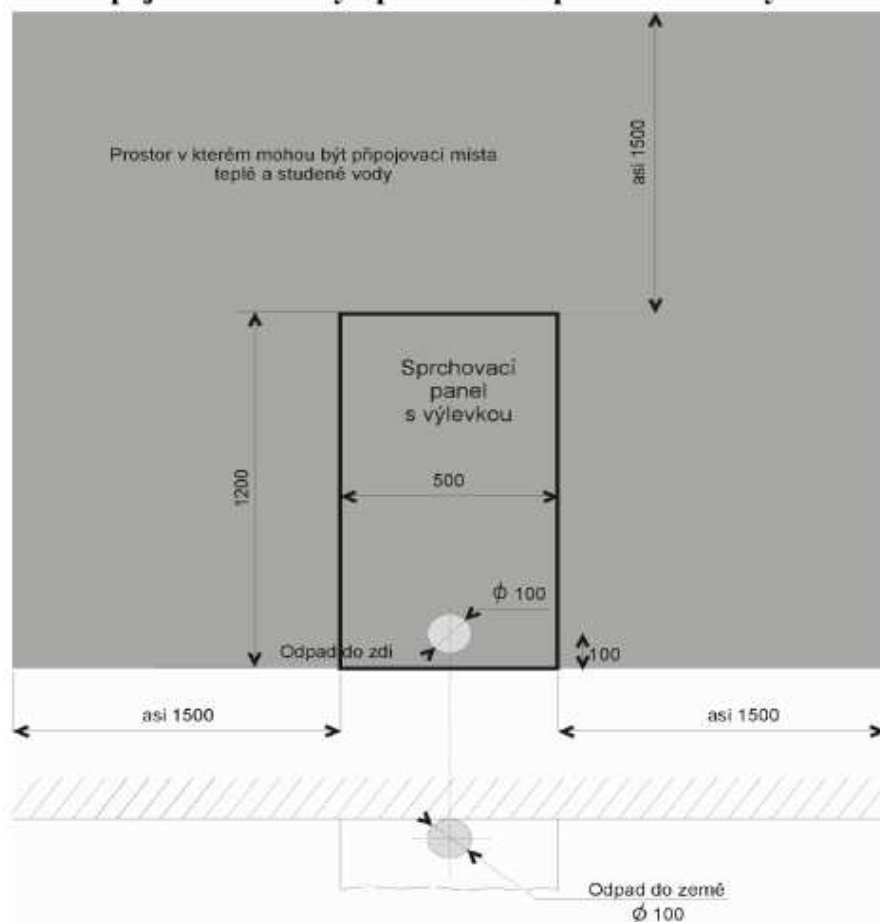 Prostor v kterém mohou být připojovací místa
teplé a studené vody
asi 1500
Sprchovací
panel
s výlevkou
1200
500
ϕ 100
Odpad do zdi
100
asi 1500
asi 1500
Odpad do země
ϕ 100